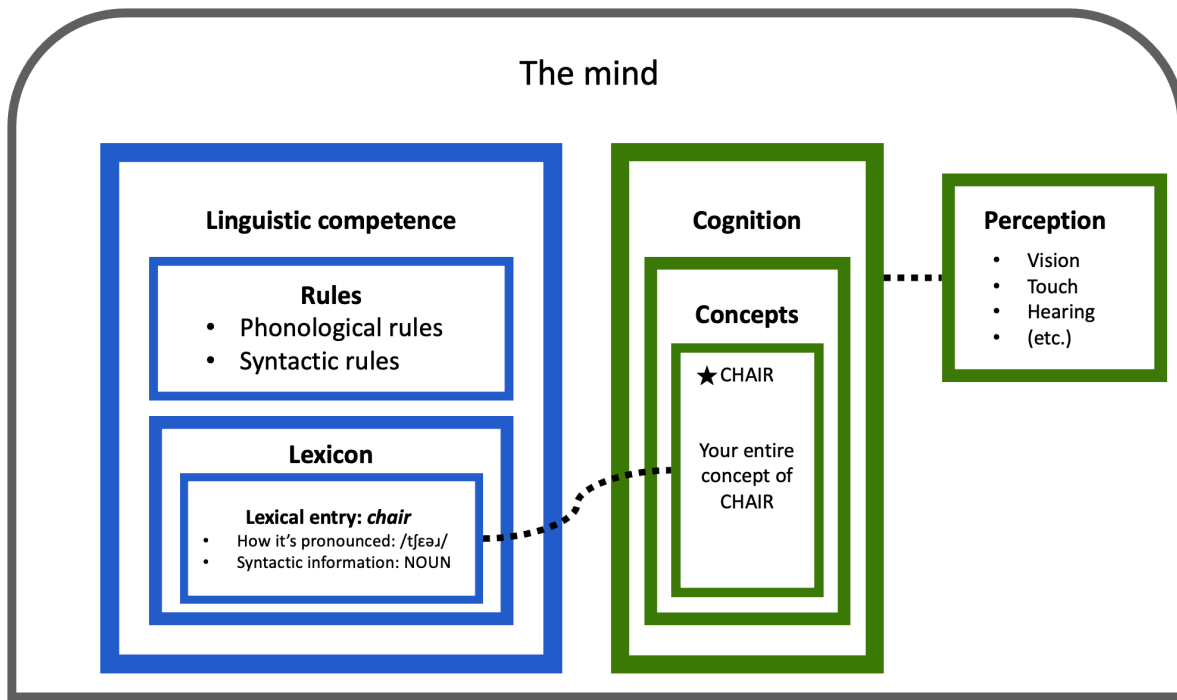 The mind
Linguistic competence
Rules
• Phonological rules
• Syntactic rules
Lexicon
Lexical entry: chair
• How it’s pronounced: /tʃɛəɹ/
• Syntactic information: NOUN
Cognition
Concepts
★ CHAIR
Your entire
concept of
CHAIR
Perception
• Vision
• Touch
• Hearing
• (etc.)